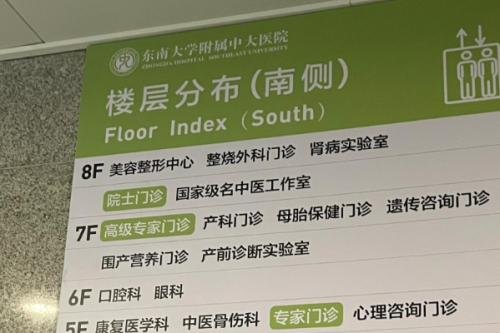 东南大学附属中大医院
ZHONGDA HOSPITAL SOUTHEAST UNIVERSITY
楼层分布(南侧)
Floor Index (South)
8F 美容整形中心 整烧外科门诊 肾病实验室
院士门诊 国家级名中医工作室
7F 高级专家门诊 产科门诊 母胎保健门诊 遗传咨询门诊
围产营养门诊 产前诊断实验室
6F 口腔科 眼科
5F 康复医学科 中医骨伤科 专家门诊 心理咨询门诊